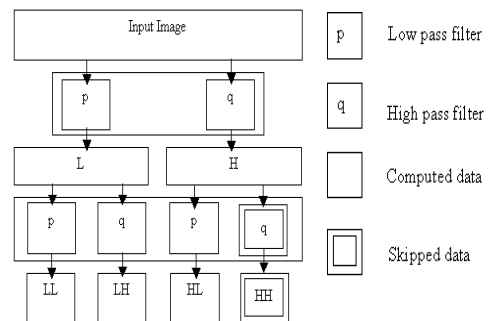 Input Image
p q
L H
p q p q
LL LH HL HH
p Low pass filter
q High pass filter
Computed data
Skipped data